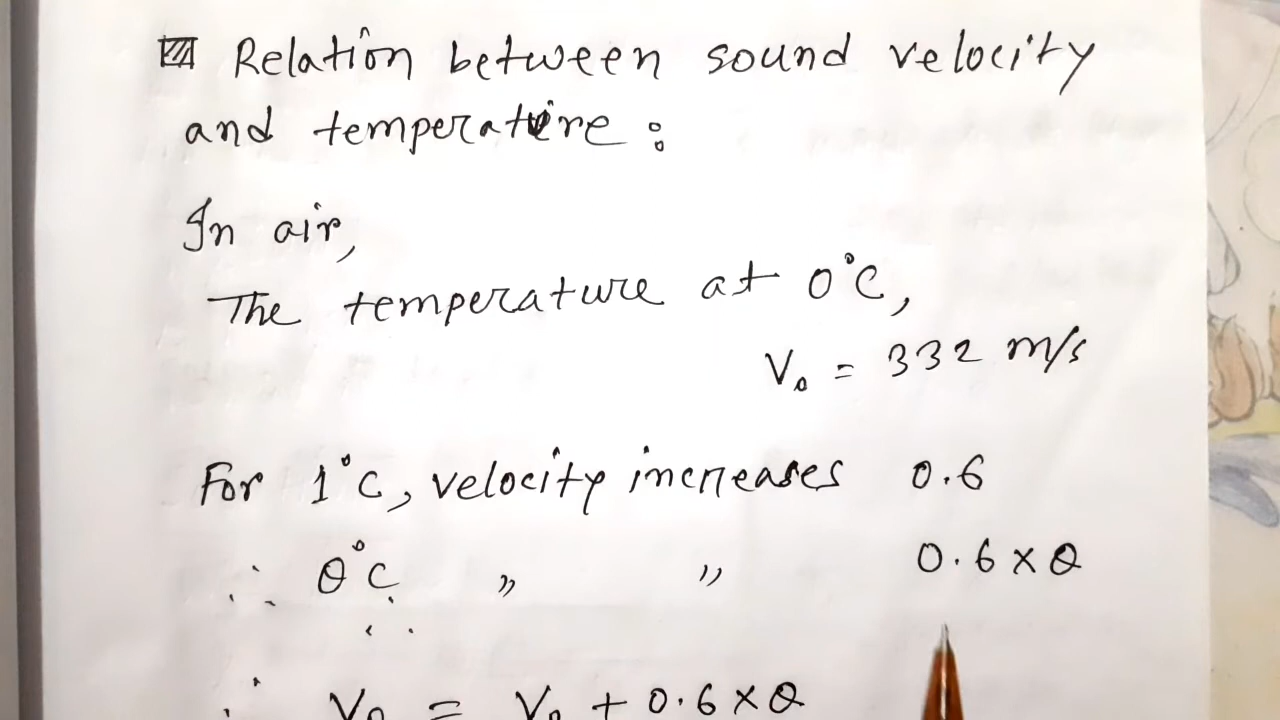 Relation between sound velocity
and temperature :
In air,
The temperature at 0°C,
V₀ = 332 m/s
For 1°C, velocity increases 0.6
∴ θ°C „ „ 0.6 × θ
∴ Vθ = V₀ + 0.6 × θ